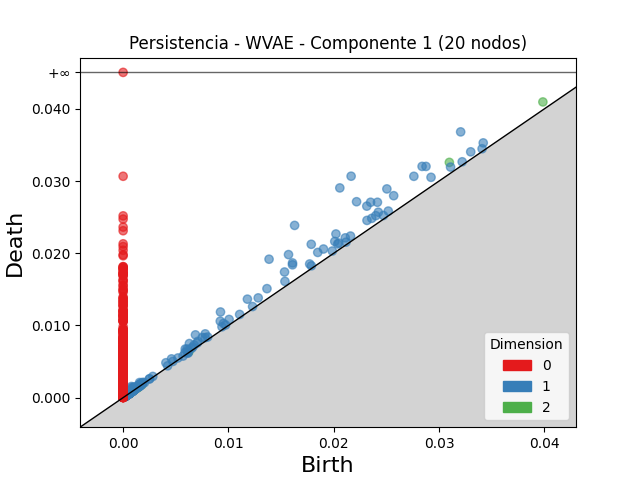 Persistencia - WVAE - Componente 1 (20 nodos)
+∞
0.040
0.030
0.020
0.010
0.000
Death
0.00 0.01 0.02 0.03 0.04
Birth
Dimension
0
1
2